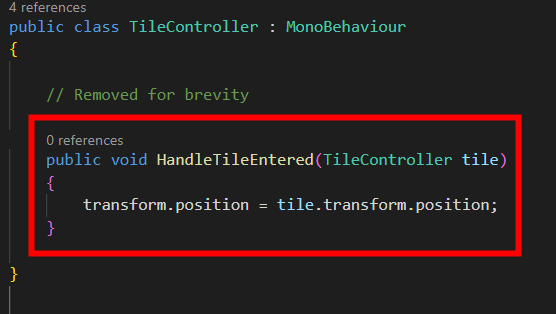 4 references
public class TileController : MonoBehaviour
{
// Removed for brevity
0 references
public void HandleTileEntered(TileController tile)
{
transform.position = tile.transform.position;
}
}